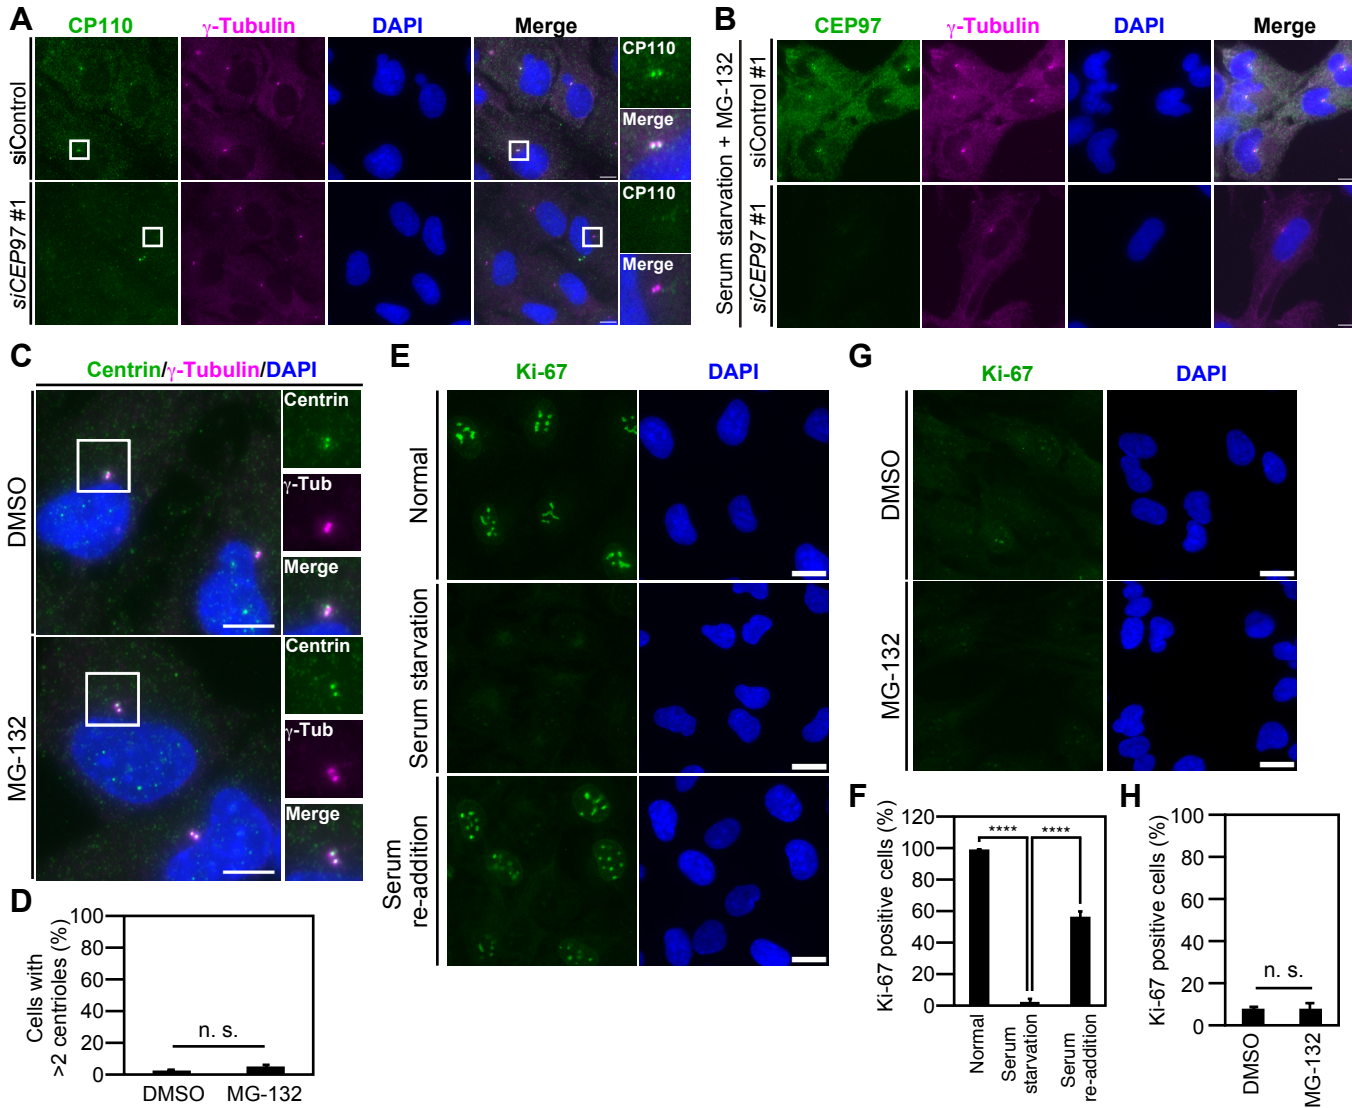 A
CP110
γ-Tubulin
DAPI
Merge
siControl
siCEP97 #1
CP110
Merge
CP110
Merge
B
CEP97
γ-Tubulin
DAPI
Merge
Serum starvation + MG-132
siControl #1
siCEP97 #1
C
Centrin/γ-Tubulin/DAPI
DMSO
Centrin
γ-Tub
Merge
MG-132
Centrin
γ-Tub
Merge
D
Cells with
>2 centrioles (%)
100
80
60
40
20
0
n. s.
DMSO
MG-132
E
Ki-67
DAPI
Normal
Serum starvation
Serum
re-addition
F
Ki-67 positive cells (%)
120
100
80
60
40
20
0
****
****
Normal
Serum
starvation
Serum
re-addition
G
Ki-67
DAPI
DMSO
MG-132
H
Ki-67 positive cells (%)
100
80
60
40
20
0
n. s.
DMSO
MG-132